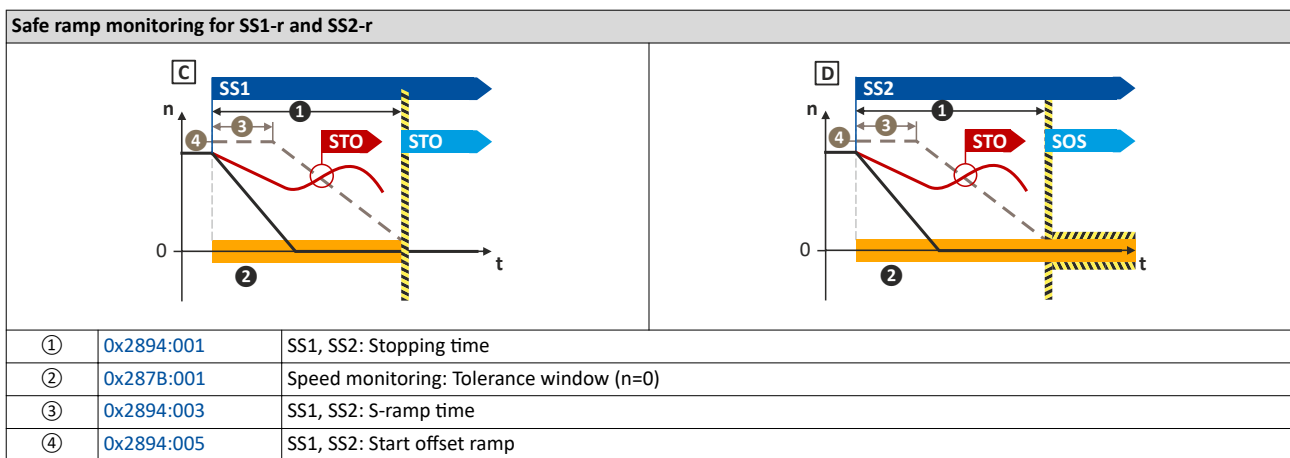 Safe ramp monitoring for SS1-r and SS2-r
C
SS1
n
1
4
3
STO
STO
0
t
2
D
SS2
n
1
4
3
STO
SOS
0
t
2
① 0x2894:001 SS1, SS2: Stopping time
② 0x287B:001 Speed monitoring: Tolerance window (n=0)
③ 0x2894:003 SS1, SS2: S-ramp time
④ 0x2894:005 SS1, SS2: Start offset ramp